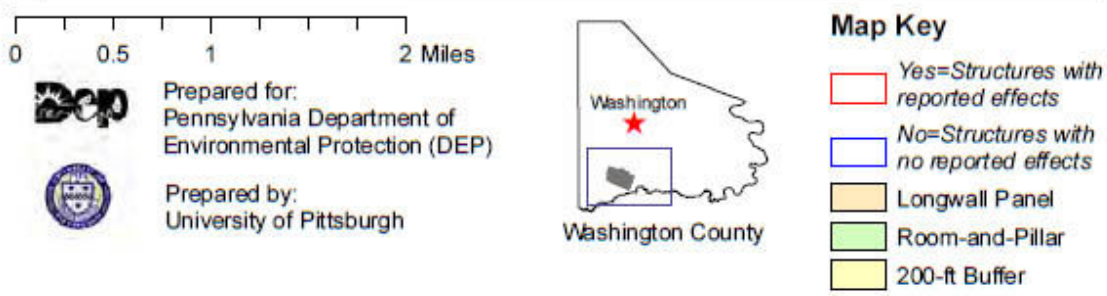 0 0.5 1 2 Miles
Dep
Prepared for:
Pennsylvania Department of
Environmental Protection (DEP)
Prepared by:
University of Pittsburgh
Washington
Washington County
Map Key
Yes=Structures with
reported effects
No=Structures with
no reported effects
Longwall Panel
Room-and-Pillar
200-ft Buffer